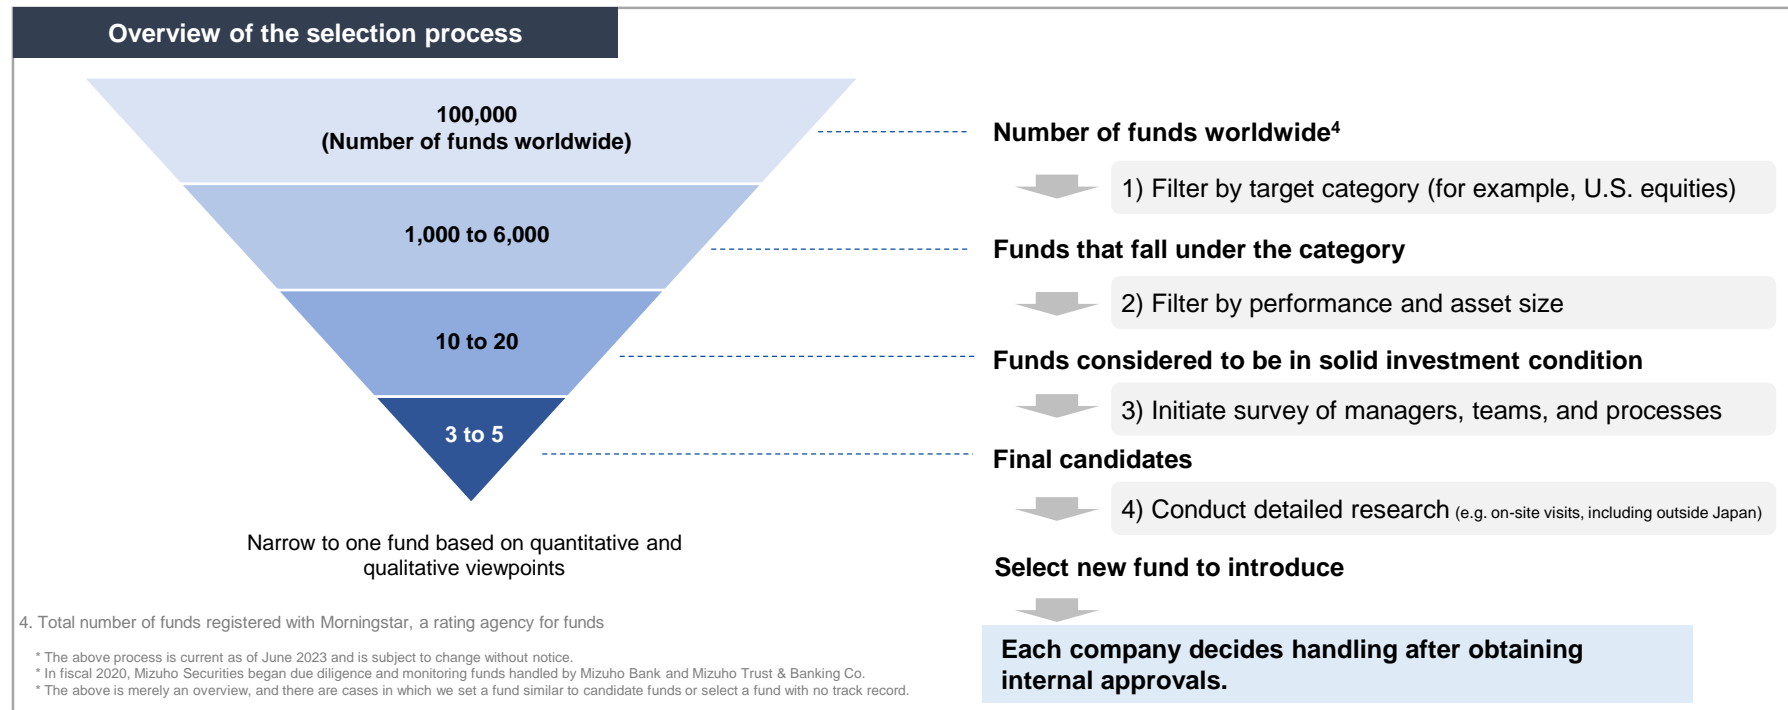 Overview of the selection process
100,000
(Number of funds worldwide)
1,000 to 6,000
10 to 20
3 to 5
Narrow to one fund based on quantitative and
qualitative viewpoints
Number of funds worldwide⁴
1) Filter by target category (for example, U.S. equities)
Funds that fall under the category
2) Filter by performance and asset size
Funds considered to be in solid investment condition
3) Initiate survey of managers, teams, and processes
Final candidates
4) Conduct detailed research (e.g. on-site visits, including outside Japan)
Select new fund to introduce
Each company decides handling after obtaining
internal approvals.
4. Total number of funds registered with Morningstar, a rating agency for funds
* The above process is current as of June 2023 and is subject to change without notice.
* In fiscal 2020, Mizuho Securities began due diligence and monitoring funds handled by Mizuho Bank and Mizuho Trust & Banking Co.
* The above is merely an overview, and there are cases in which we set a fund similar to candidate funds or select a fund with no track record.